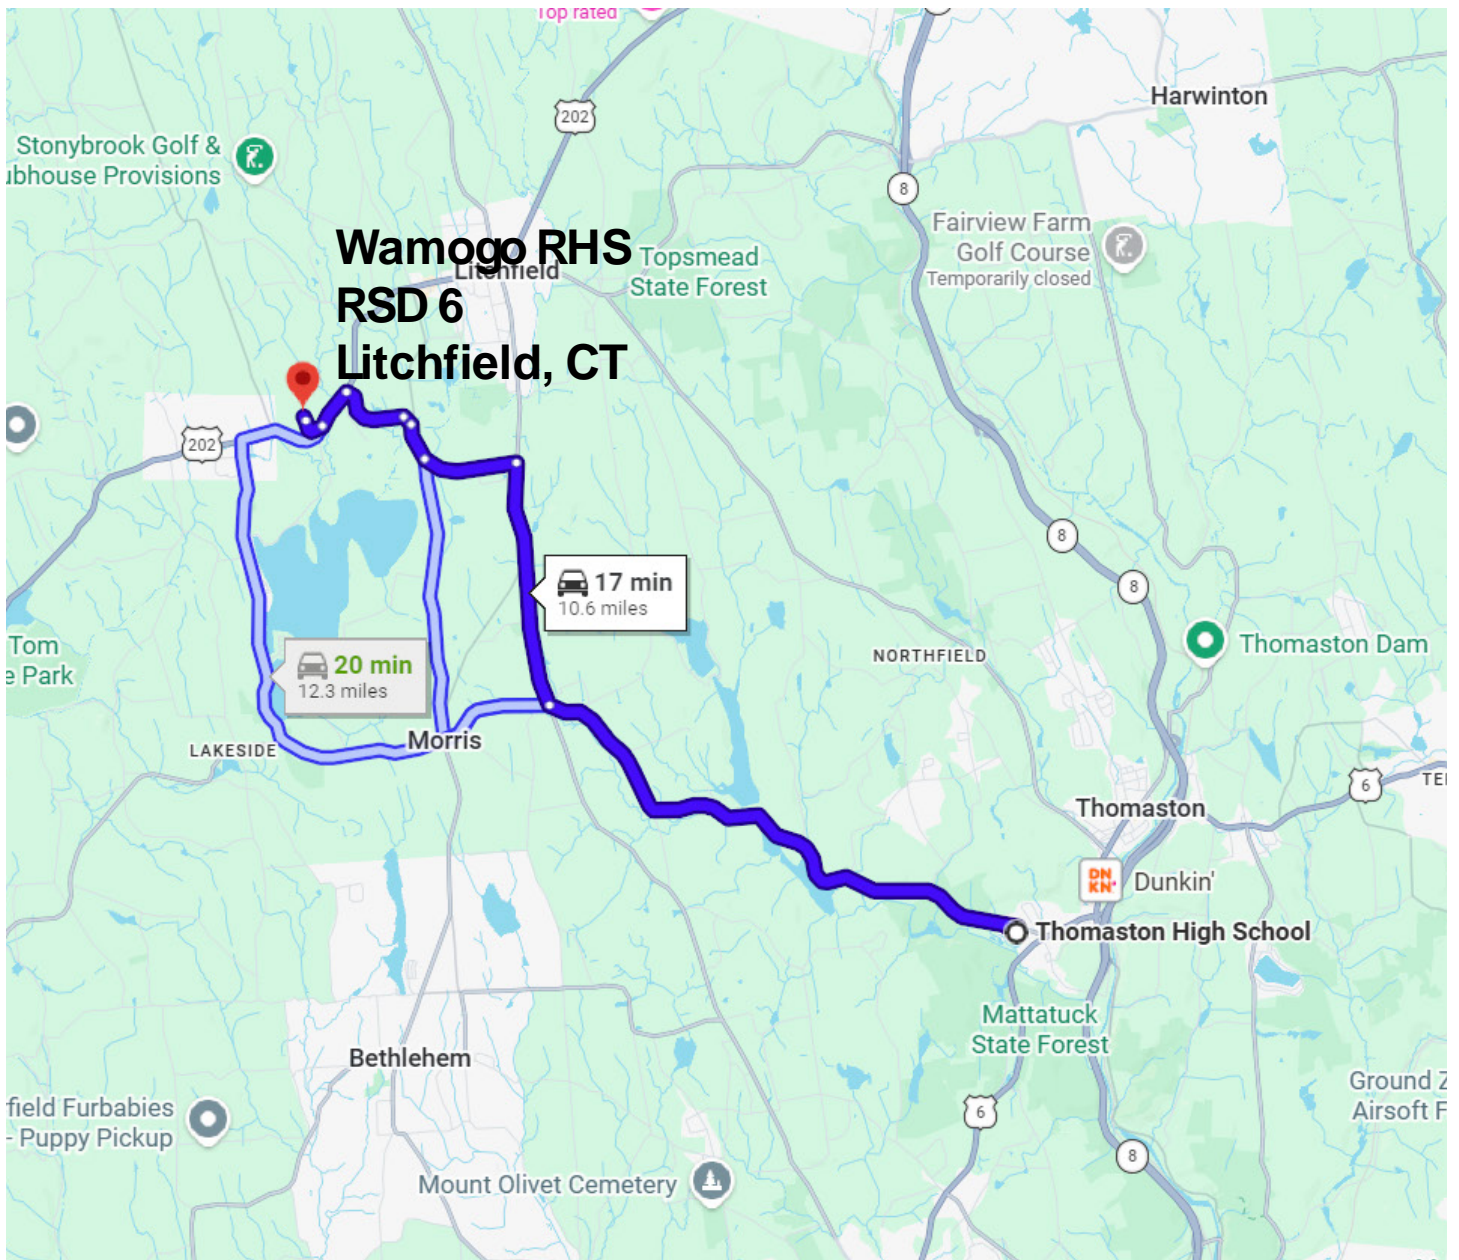 Top rated
202
Harwinton
Stonybrook Golf &
ubhouse Provisions
8
Fairview Farm
Golf Course
Temporarily closed
Wamogo RHS
Litchfield
RSD 6
Litchfield, CT
Topsmead
State Forest
202
8
8
17 min
10.6 miles
Tom
e Park
20 min
12.3 miles
NORTHFIELD
Thomaston Dam
LAKESIDE
Morris
6
TE
Thomaston
DN
KN'
Dunkin'
Thomaston High School
Mattatuck
State Forest
Bethlehem
Ground Z
Airsoft F
field Furbabies
- Puppy Pickup
6
8
Mount Olivet Cemetery